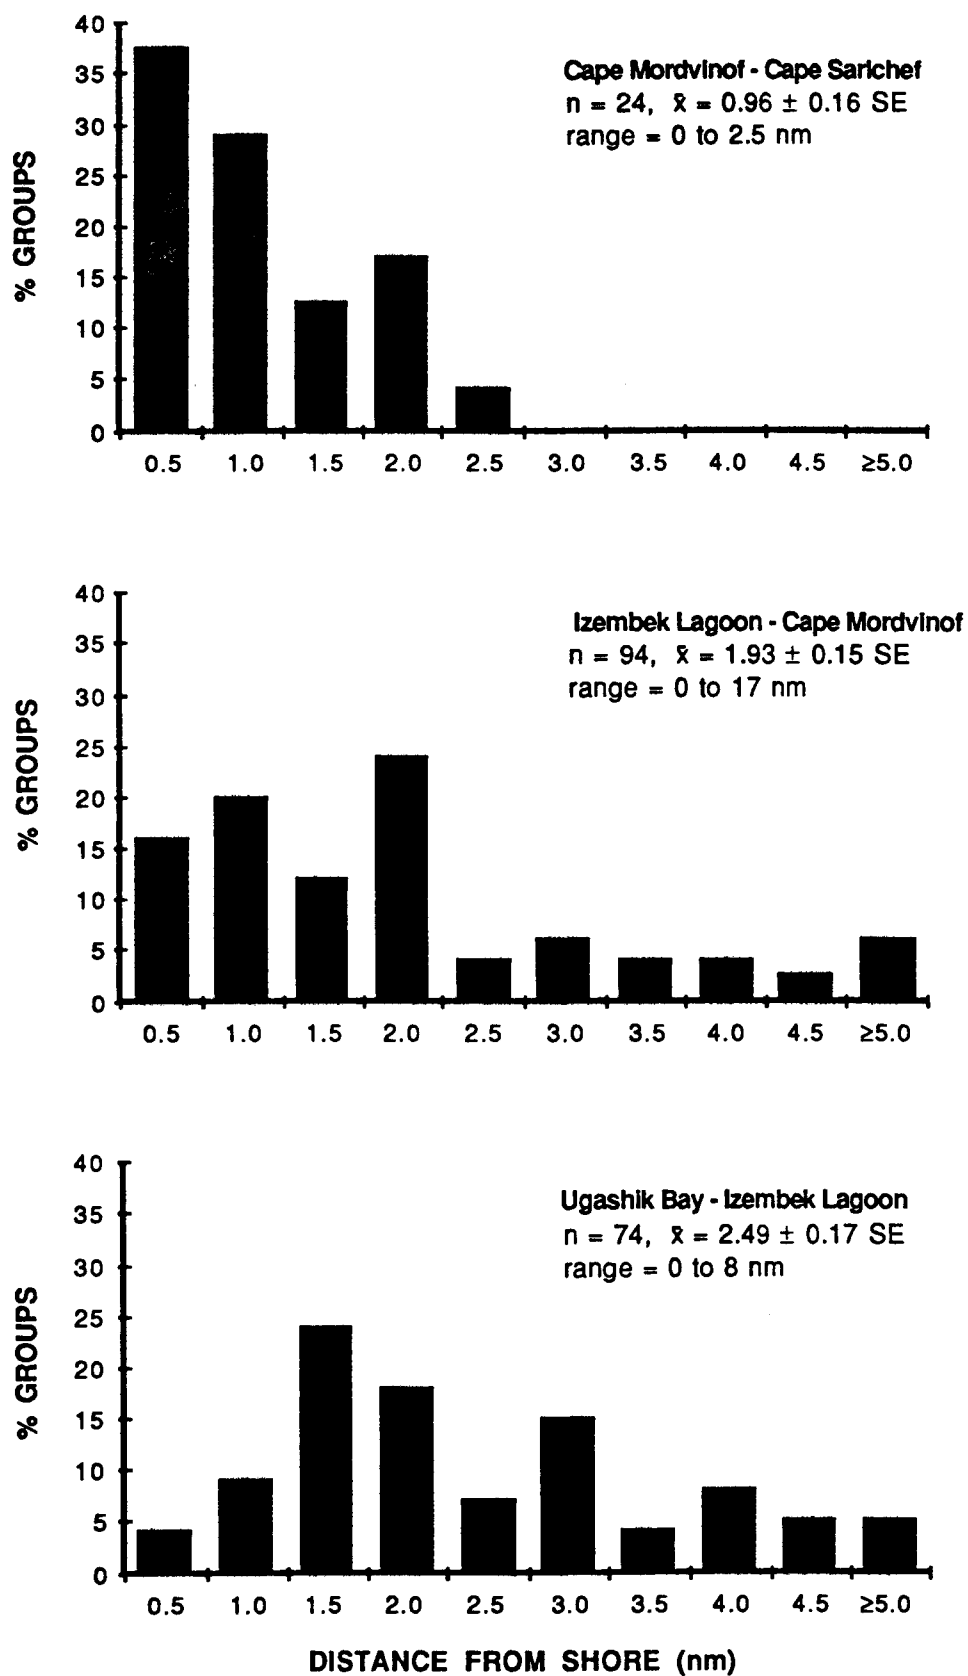 40
35
30
25
20
15
10
5
0
% GROUPS
Cape Mordvinof - Cape Sarichef
n = 24, x̄ = 0.96 ± 0.16 SE
range = 0 to 2.5 nm
0.5 1.0 1.5 2.0 2.5 3.0 3.5 4.0 4.5 ≥5.0
40
35
30
25
20
15
10
5
0
% GROUPS
Izembek Lagoon - Cape Mordvinof
n = 94, x̄ = 1.93 ± 0.15 SE
range = 0 to 17 nm
0.5 1.0 1.5 2.0 2.5 3.0 3.5 4.0 4.5 ≥5.0
40
35
30
25
20
15
10
5
0
% GROUPS
Ugashik Bay - Izembek Lagoon
n = 74, x̄ = 2.49 ± 0.17 SE
range = 0 to 8 nm
0.5 1.0 1.5 2.0 2.5 3.0 3.5 4.0 4.5 ≥5.0
DISTANCE FROM SHORE (nm)